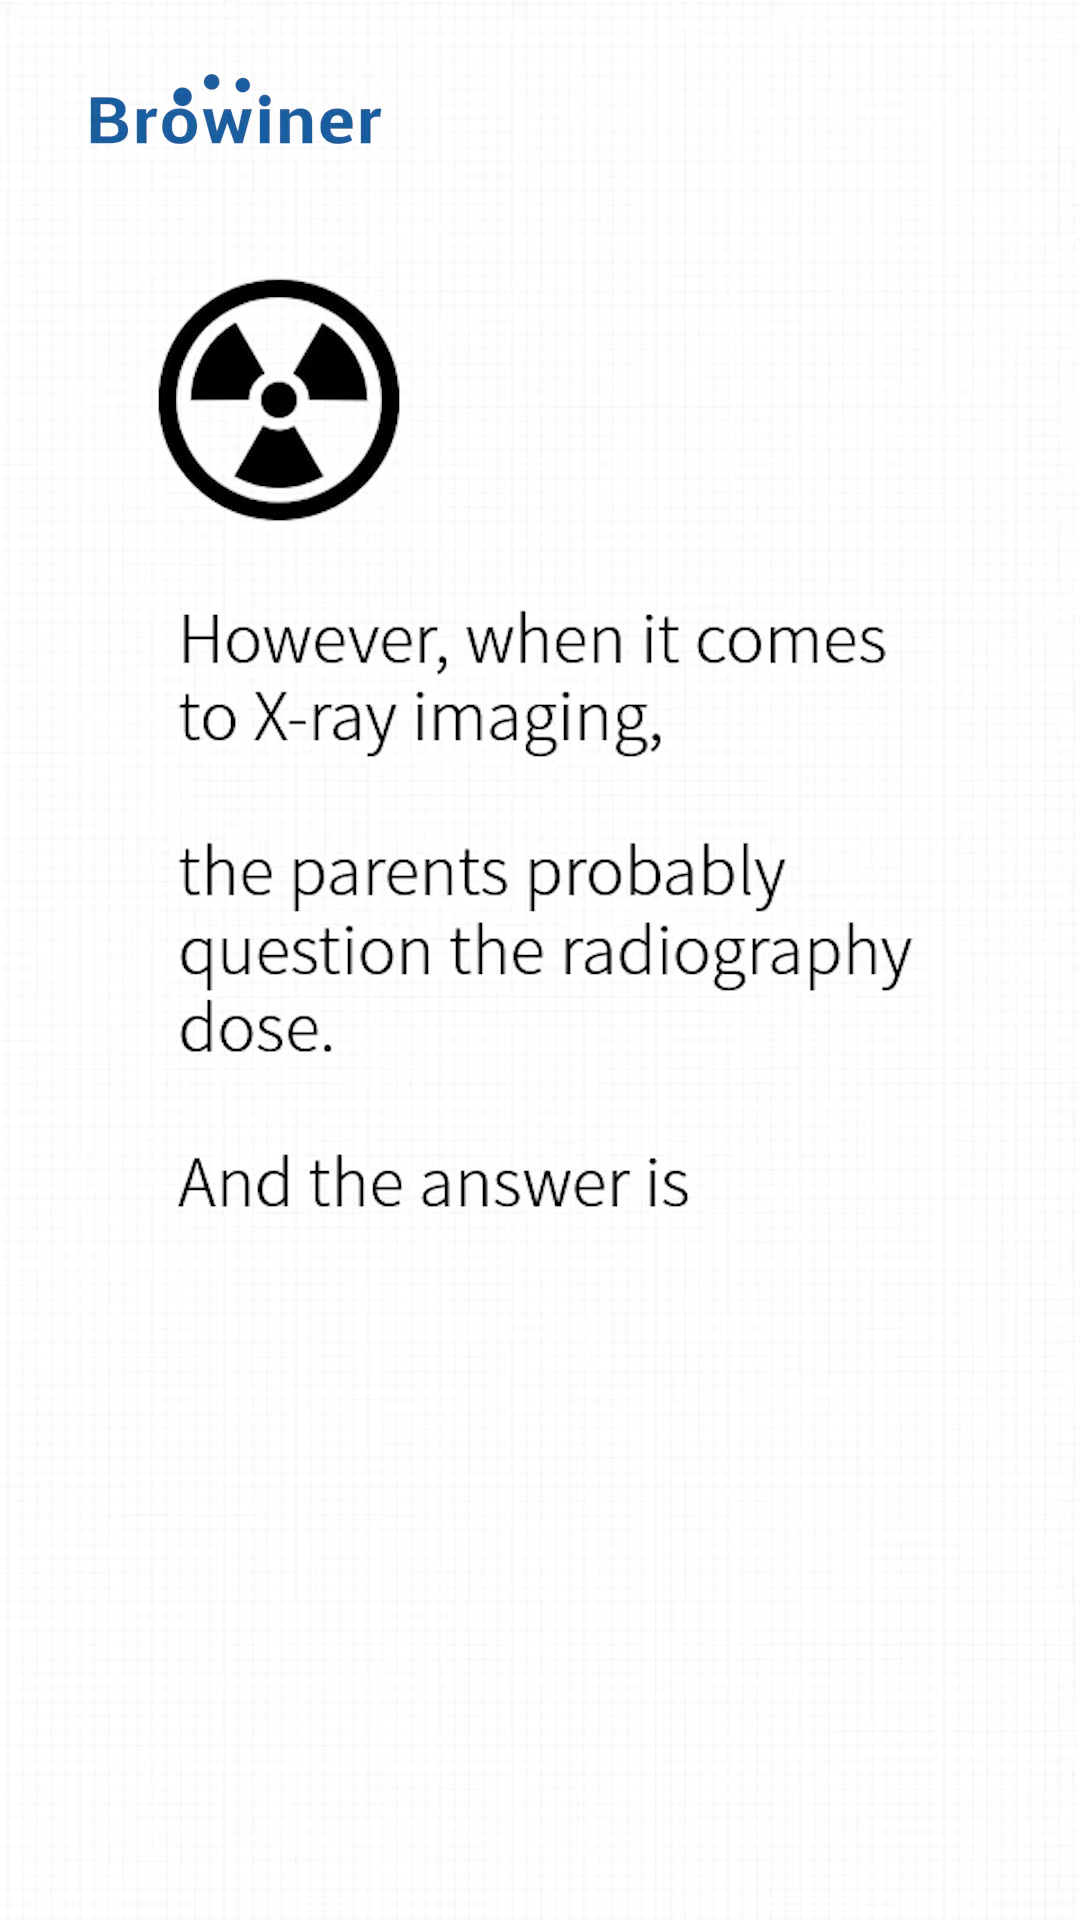 Browiner
However, when it comes
to X-ray imaging,
the parents probably
question the radiography
dose.
And the answer is